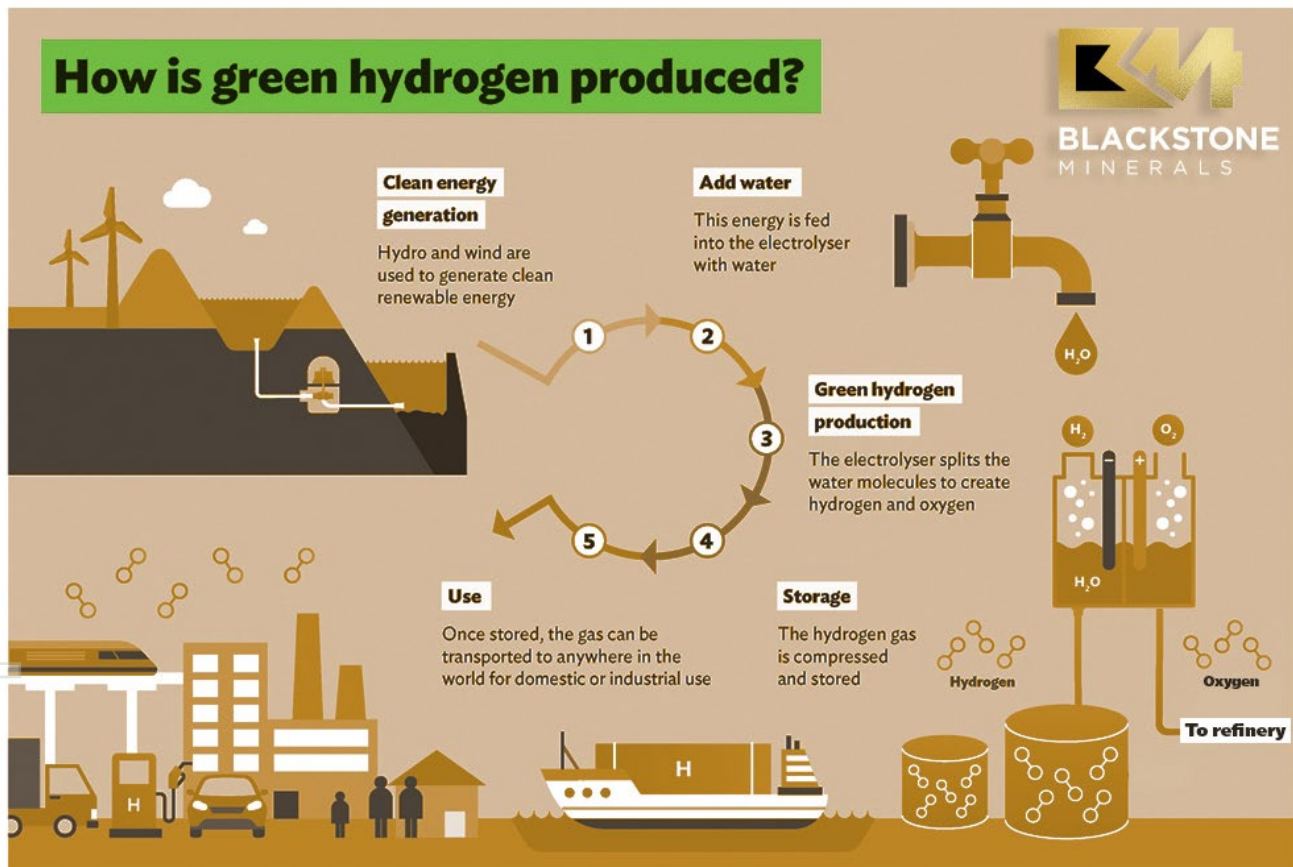 How is green hydrogen produced?
BLACKSTONE
MINERALS
Clean energy
generation
Hydro and wind are
used to generate clean
renewable energy
Add water
This energy is fed
into the electrolyser
with water
H₂O
1
2
3
4
5
Green hydrogen
production
The electrolyser splits the
water molecules to create
hydrogen and oxygen
H₂
O₂
−
+
H₂O
Use
Once stored, the gas can be
transported to anywhere in the
world for domestic or industrial use
Storage
The hydrogen gas
is compressed
and stored
Hydrogen
Oxygen
To refinery
H
H